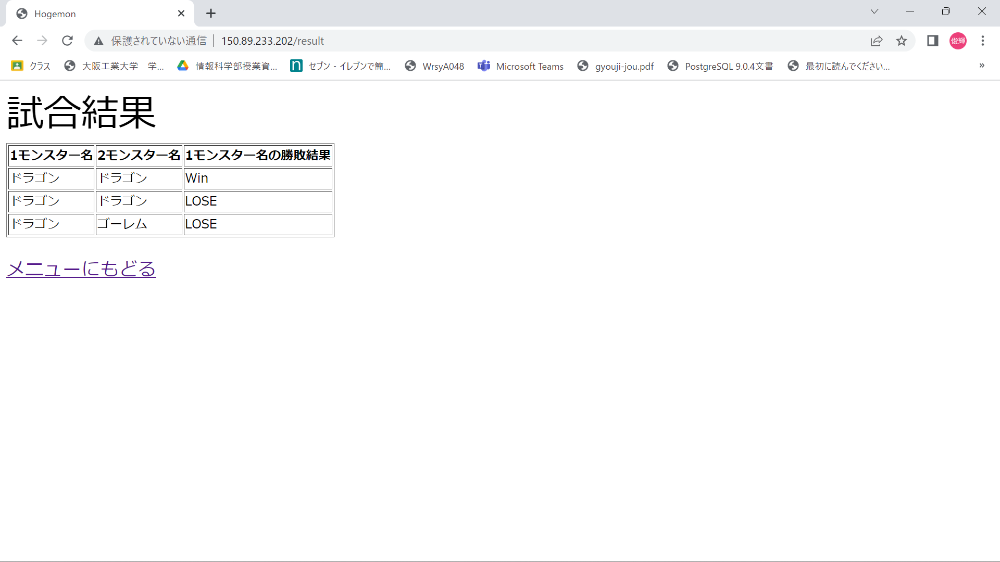 Hogemon
保護されていない通信 150.89.233.202/result
俊輝
クラス 大阪工業大学 学... 情報科学部授業資... セブン - イレブンで簡... WrsyA048 Microsoft Teams gyouji-jou.pdf PostgreSQL 9.0.4文書 最初に読んでください... »
試合結果
1モンスター名 2モンスター名 1モンスター名の勝敗結果
ドラゴン ドラゴン Win
ドラゴン ドラゴン LOSE
ドラゴン ゴーレム LOSE
メニューにもどる